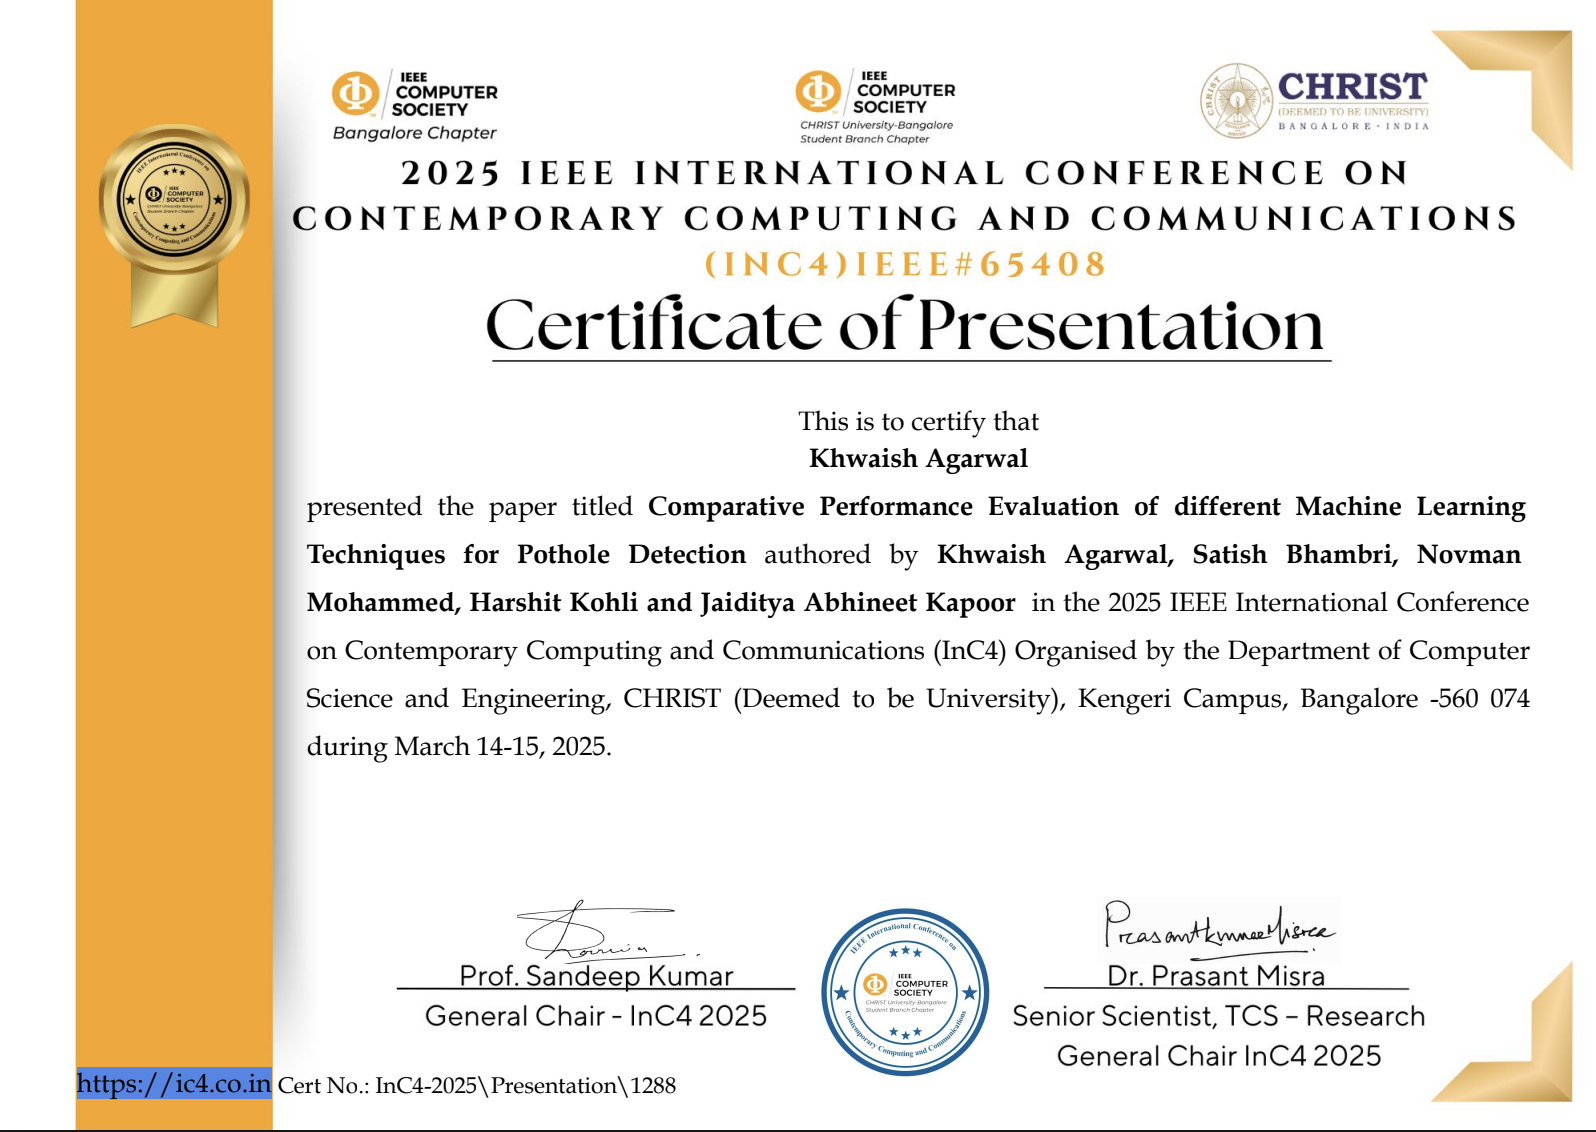 IEEE
COMPUTER
SOCIETY
Bangalore Chapter
IEEE
COMPUTER
SOCIETY
CHRIST University-Bangalore
Student Branch Chapter
CHRIST
(DEEMED TO BE UNIVERSITY)
BANGALORE · INDIA
2025 IEEE INTERNATIONAL CONFERENCE ON
CONTEMPORARY COMPUTING AND COMMUNICATIONS
(INC4)IEEE#65408
Certificate of Presentation
IEEE International Conference on
IEEE
COMPUTER
SOCIETY
CHRIST University-Bangalore
Student Branch Chapter
Contemporary Computing and Communications
This is to certify that
Khwaish Agarwal
presented the paper titled Comparative Performance Evaluation of different Machine Learning
Techniques for Pothole Detection authored by Khwaish Agarwal, Satish Bhambri, Novman
Mohammed, Harshit Kohli and Jaiditya Abhineet Kapoor in the 2025 IEEE International Conference
on Contemporary Computing and Communications (InC4) Organised by the Department of Computer
Science and Engineering, CHRIST (Deemed to be University), Kengeri Campus, Bangalore -560 074
during March 14-15, 2025.
Prof. Sandeep Kumar
General Chair - InC4 2025
IEEE International Conference on
IEEE
COMPUTER
SOCIETY
CHRIST University-Bangalore
Student Branch Chapter
Contemporary Computing and Communications
Dr. Prasant Misra
Senior Scientist, TCS – Research
General Chair InC4 2025
https://ic4.co.in Cert No.: InC4-2025\Presentation\1288